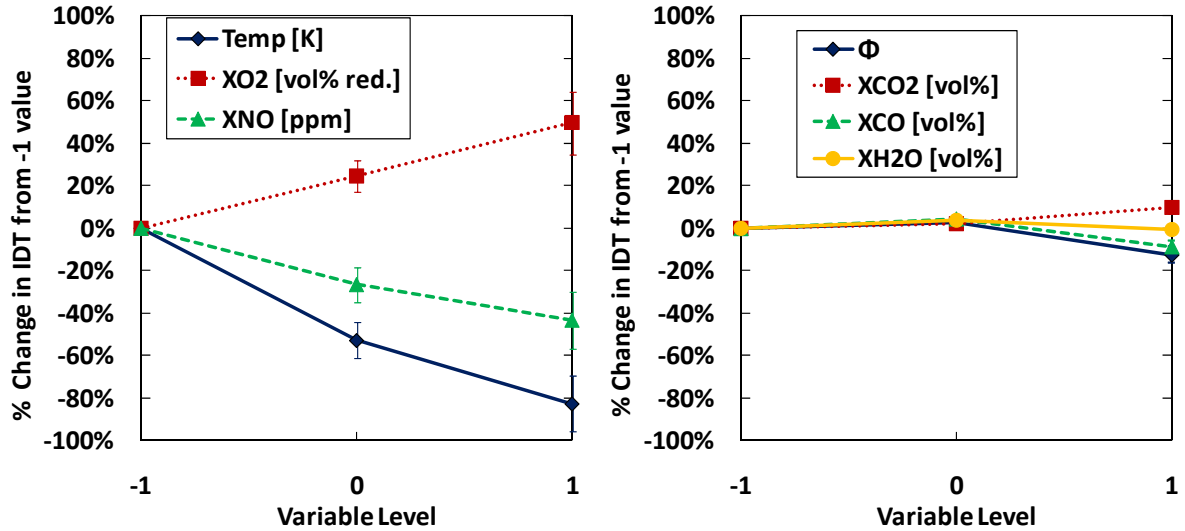 % Change in IDT from -1 value
100%
80%
60%
40%
20%
0%
-20%
-40%
-60%
-80%
-100%
Temp [K]
XO2 [vol% red.]
XNO [ppm]
-1
0
1
Variable Level
% Change in IDT from -1 value
100%
80%
60%
40%
20%
0%
-20%
-40%
-60%
-80%
-100%
Φ
XCO2 [vol%]
XCO [vol%]
XH2O [vol%]
-1
0
1
Variable Level